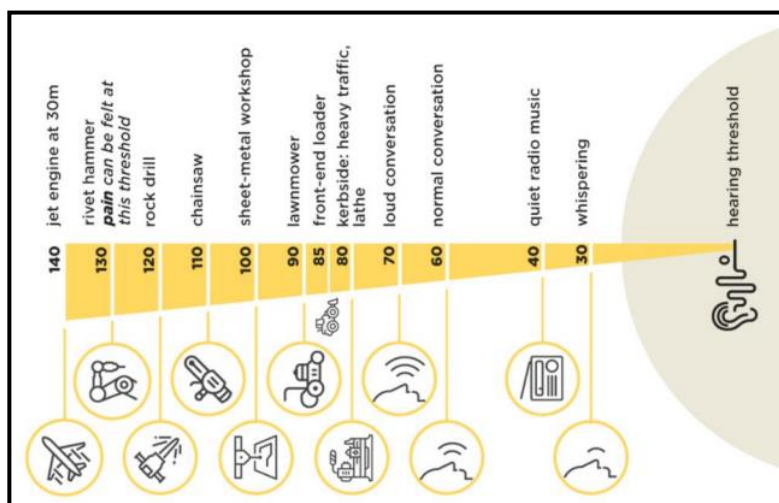 140 jet engine at 30m
130 rivet hammer
pain can be felt at
this threshold
120 rock drill
110 chainsaw
100 sheet-metal workshop
90 lawnmower
85 front-end loader
80 kerbside: heavy traffic,
lathe
70 loud conversation
60 normal conversation
40 quiet radio music
30 whispering
hearing threshold